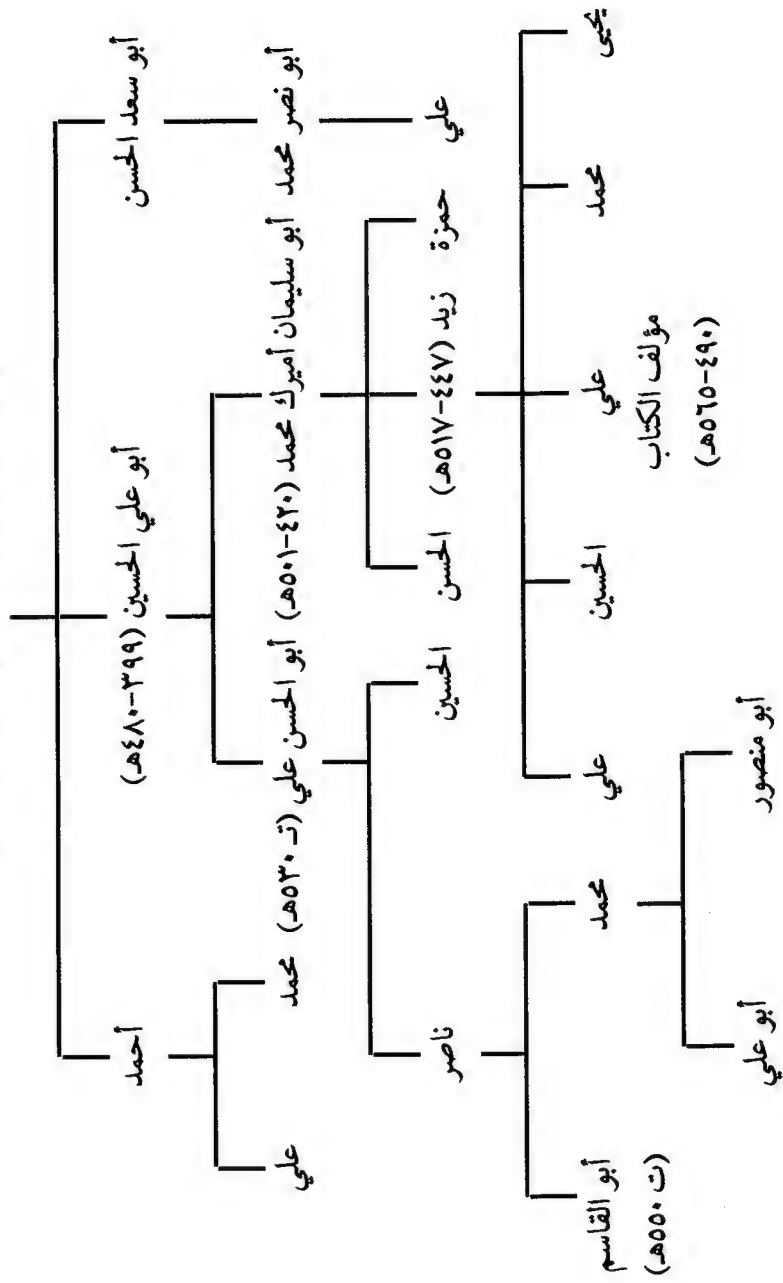 أبو سعد الحسن
أبو علي الحسين (٣٩٩-٤٨٠هـ)
أحمد
أبو نصر محمد
أبو سليمان أميرك محمد (٤٢٠-٥٠١هـ)
أبو الحسن علي (تـ ٥٣٠هـ)
محمد
علي
علي
حمزة
زيد (٤٤٧-٥١٧هـ)
الحسن
الحسين
ناصر
يحيى
محمد
علي
مؤلف الكتاب
(٤٩٠-٥٦٥هـ)
الحسين
علي
محمد
أبو القاسم
(ت ٥٥٠هـ)
أبو منصور
أبو علي